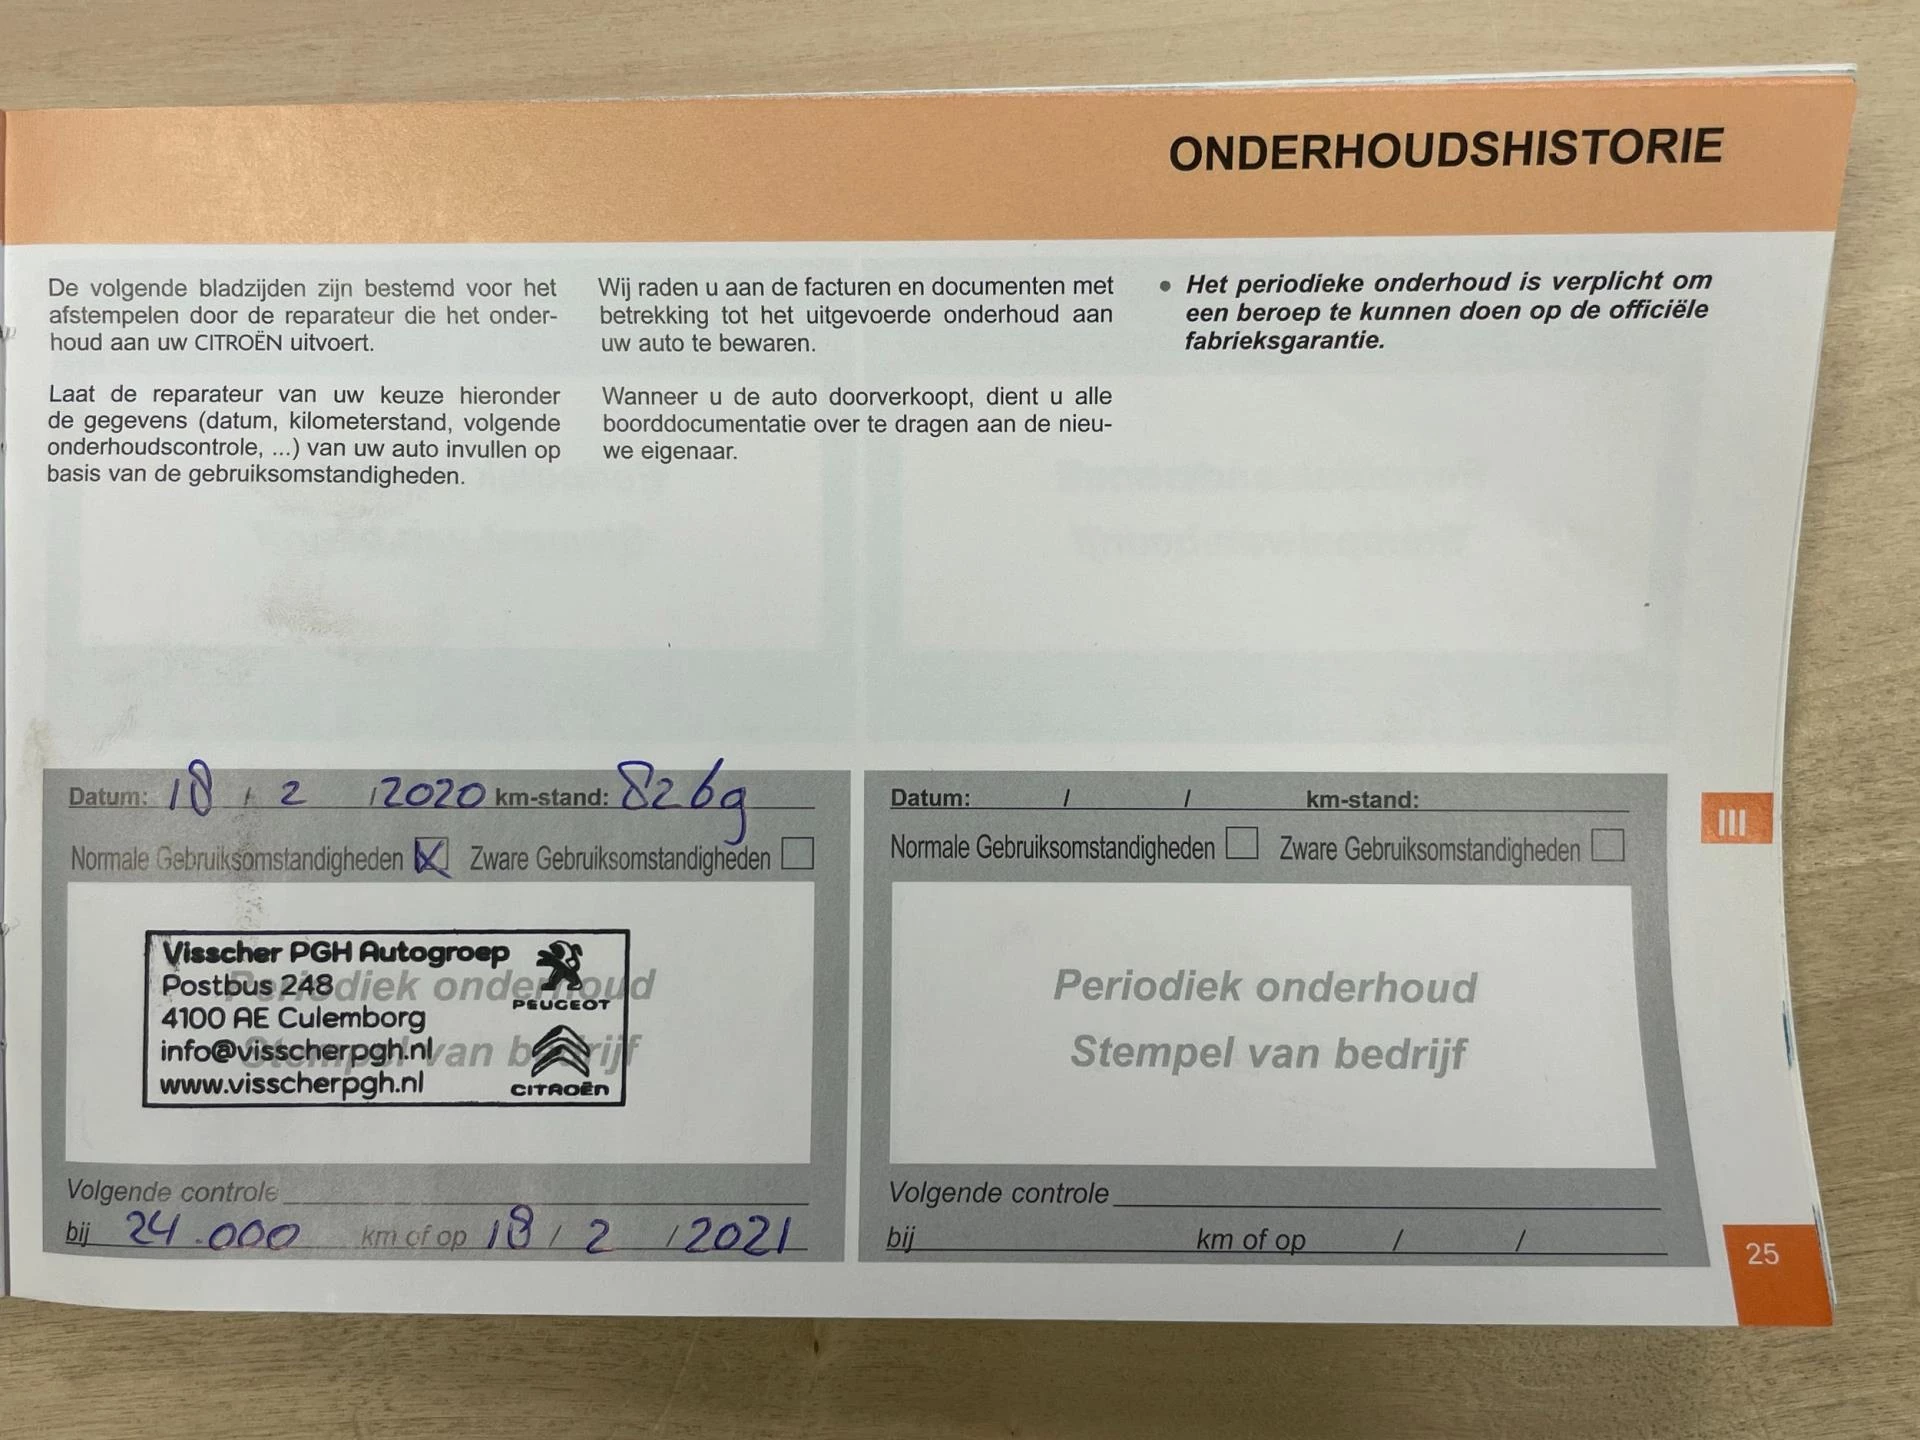 ONDERHOUDSHISTORIE
De volgende bladzijden zijn bestemd voor het
afstempelen door de reparateur die het onder-
houd aan uw CITROËN uitvoert.
Laat de reparateur van uw keuze hieronder
de gegevens (datum, kilometerstand, volgende
onderhoudscontrole, ...) van uw auto invullen op
basis van de gebruiksomstandigheden.
Wij raden u aan de facturen en documenten met
betrekking tot het uitgevoerde onderhoud aan
uw auto te bewaren.
Wanneer u de auto doorverkoopt, dient u alle
boorddocumentatie over te dragen aan de nieu-
we eigenaar.
• Het periodieke onderhoud is verplicht om
een beroep te kunnen doen op de officiële
fabrieksgarantie.
Datum: 18 / 2 / 2020 km-stand: 8269
Normale Gebruiksomstandigheden X Zware Gebruiksomstandigheden
Periodiek onderhoud
Stempel van bedrijf
Visscher PGH Autogroep
Postbus 248
4100 AE Culemborg
info@visscherpgh.nl
www.visscherpgh.nl
PEUGEOT
CITROËN
Volgende controle
bij 24.000 km of op 18 / 2 / 2021
Datum: / / km-stand:
Normale Gebruiksomstandigheden Zware Gebruiksomstandigheden
Periodiek onderhoud
Stempel van bedrijf
Volgende controle
bij km of op / /
III
25